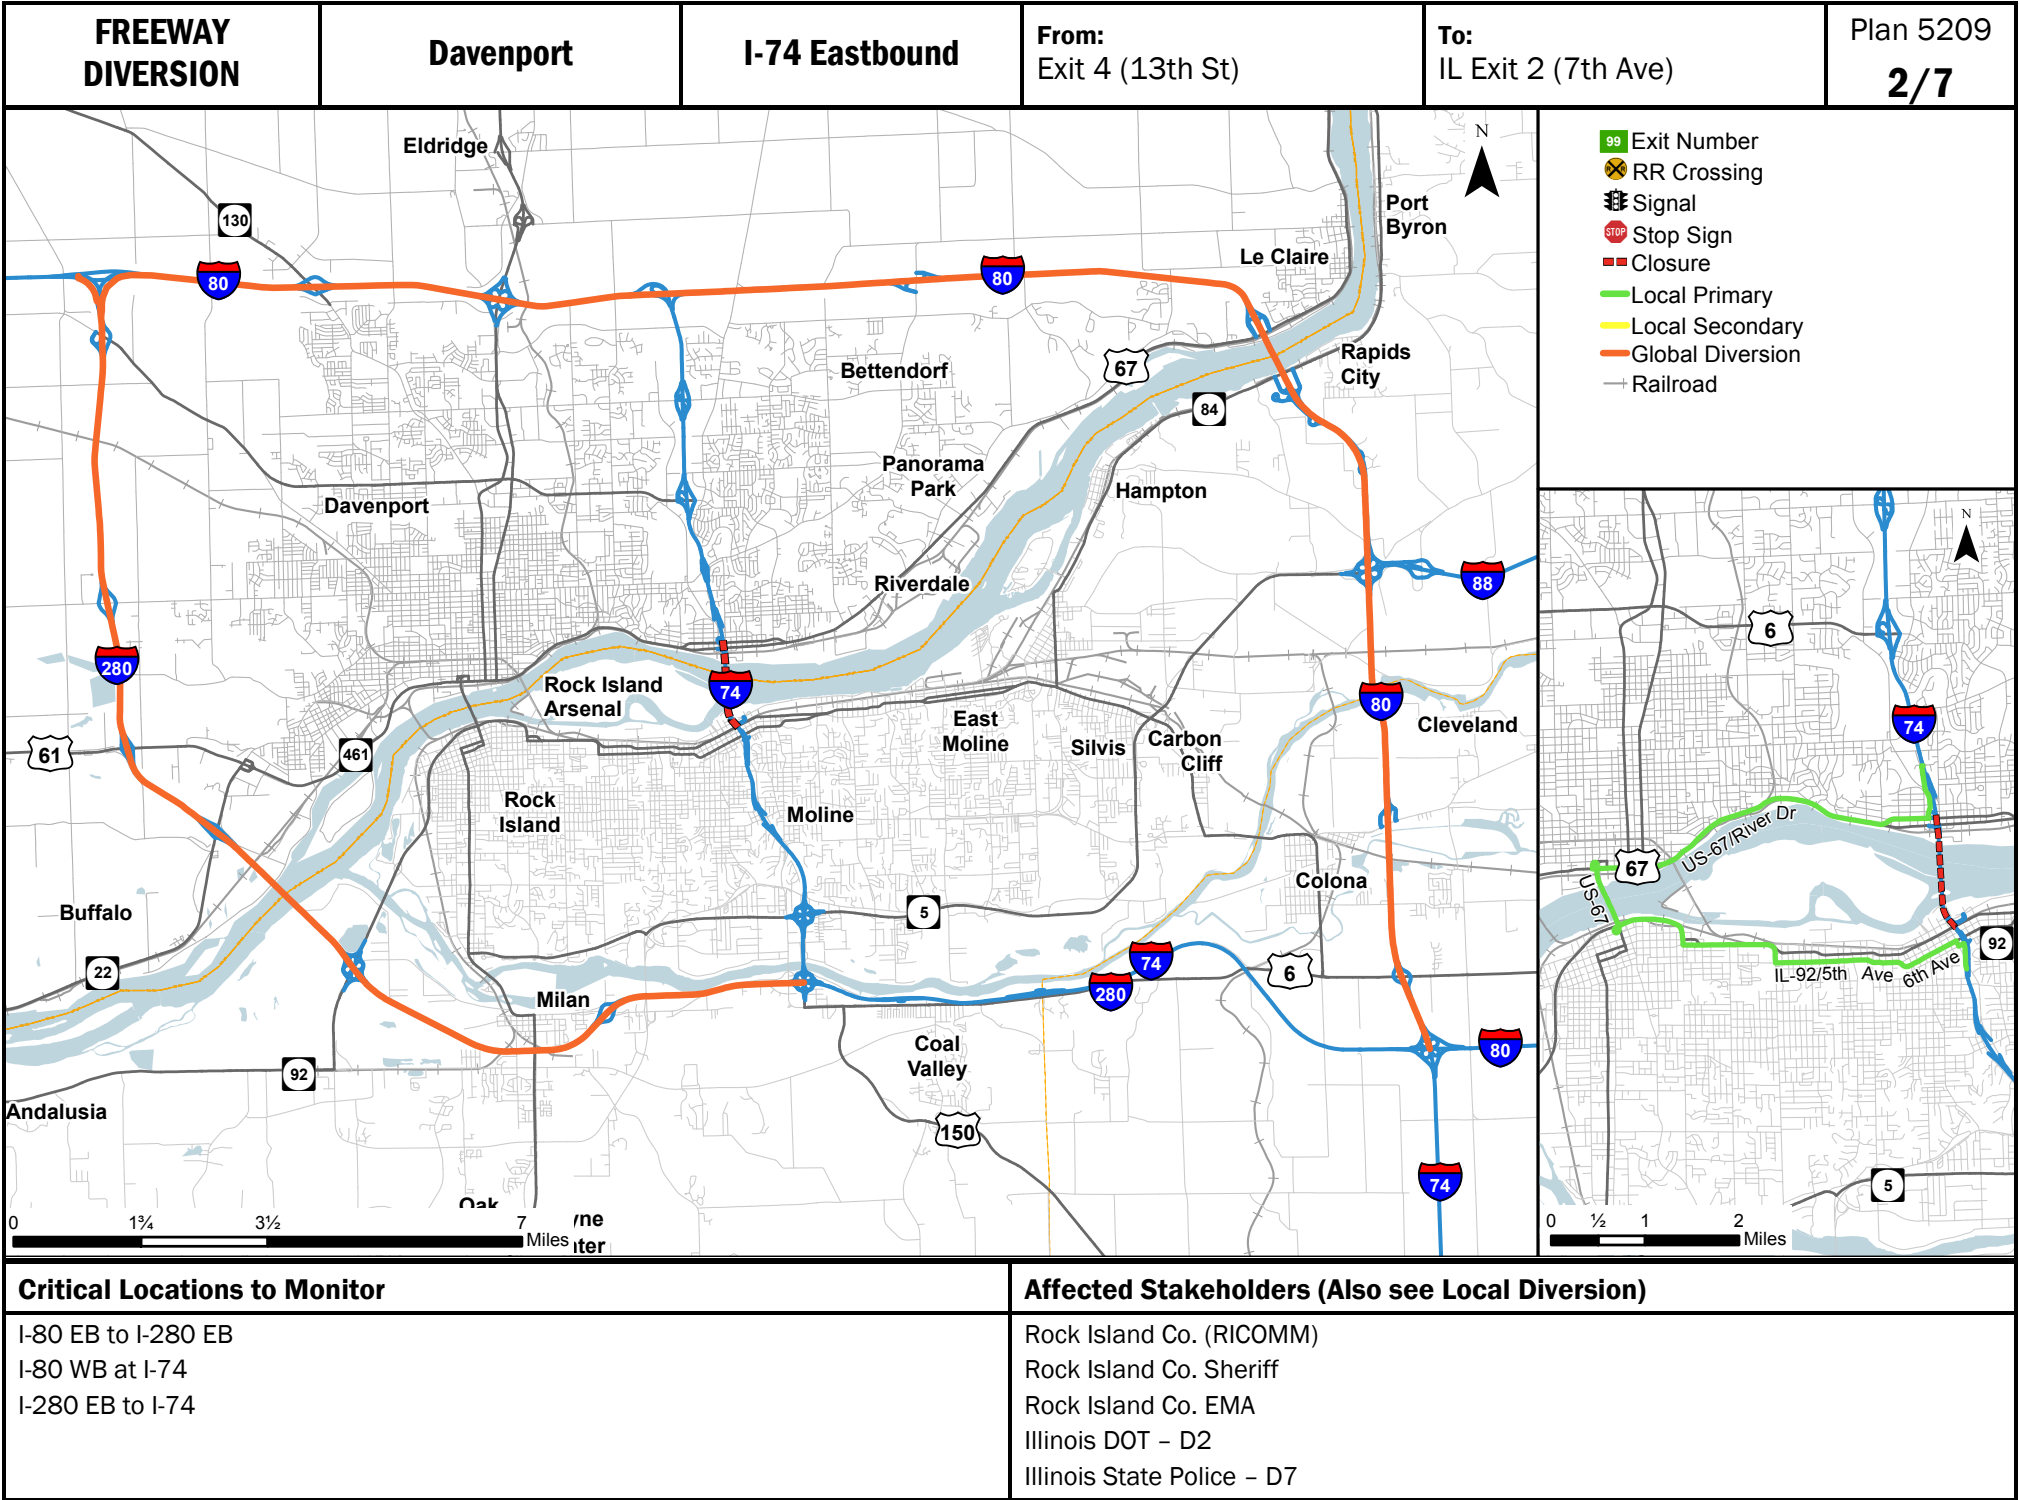 FREEWAY
DIVERSION
Davenport
I-74 Eastbound
From:
Exit 4 (13th St)
To:
IL Exit 2 (7th Ave)
Plan 5209
2/7
Eldridge
130
80
80
Le Claire
N
Port
Byron
67
Rapids
City
84
Bettendorf
Panorama
Park
Hampton
Davenport
Riverdale
88
280
Rock Island
Arsenal
74
80
Cleveland
61
461
East
Moline
Silvis
Carbon
Cliff
Rock
Island
Moline
Colona
Buffalo
5
22
74
6
280
Milan
Coal
Valley
80
92
Andalusia
150
74
Oak
yne
nter
0
1¾
3½
7
Miles
99
Exit Number
RR Crossing
Signal
STOP
Stop Sign
Closure
Local Primary
Local Secondary
Global Diversion
Railroad
N
6
74
US-67/River Dr
67
US-67
92
IL-92/5th Ave
6th Ave
5
0
½
1
2
Miles
Critical Locations to Monitor
I-80 EB to I-280 EB
I-80 WB at I-74
I-280 EB to I-74
Affected Stakeholders (Also see Local Diversion)
Rock Island Co. (RICOMM)
Rock Island Co. Sheriff
Rock Island Co. EMA
Illinois DOT – D2
Illinois State Police – D7